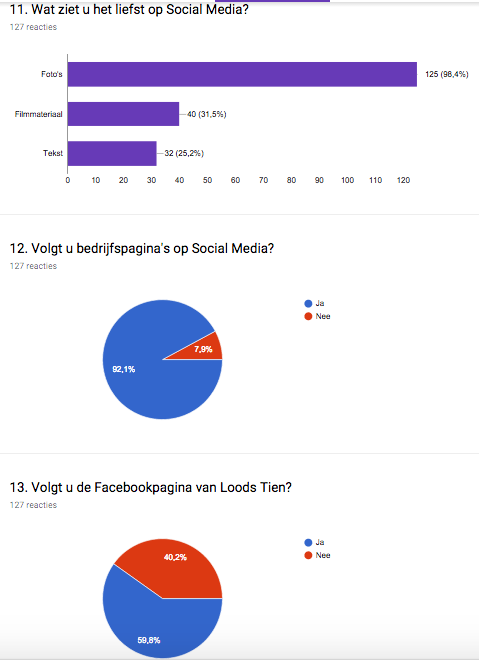 11. Wat ziet u het liefst op Social Media?
127 reacties
Foto's 125 (98,4%)
Filmmateriaal 40 (31,5%)
Tekst 32 (25,2%)
0 10 20 30 40 50 60 70 80 90 100 110 120
12. Volgt u bedrijfspagina's op Social Media?
127 reacties
Ja
Nee
7,9%
92,1%
13. Volgt u de Facebookpagina van Loods Tien?
127 reacties
Ja
Nee
40,2%
59,8%